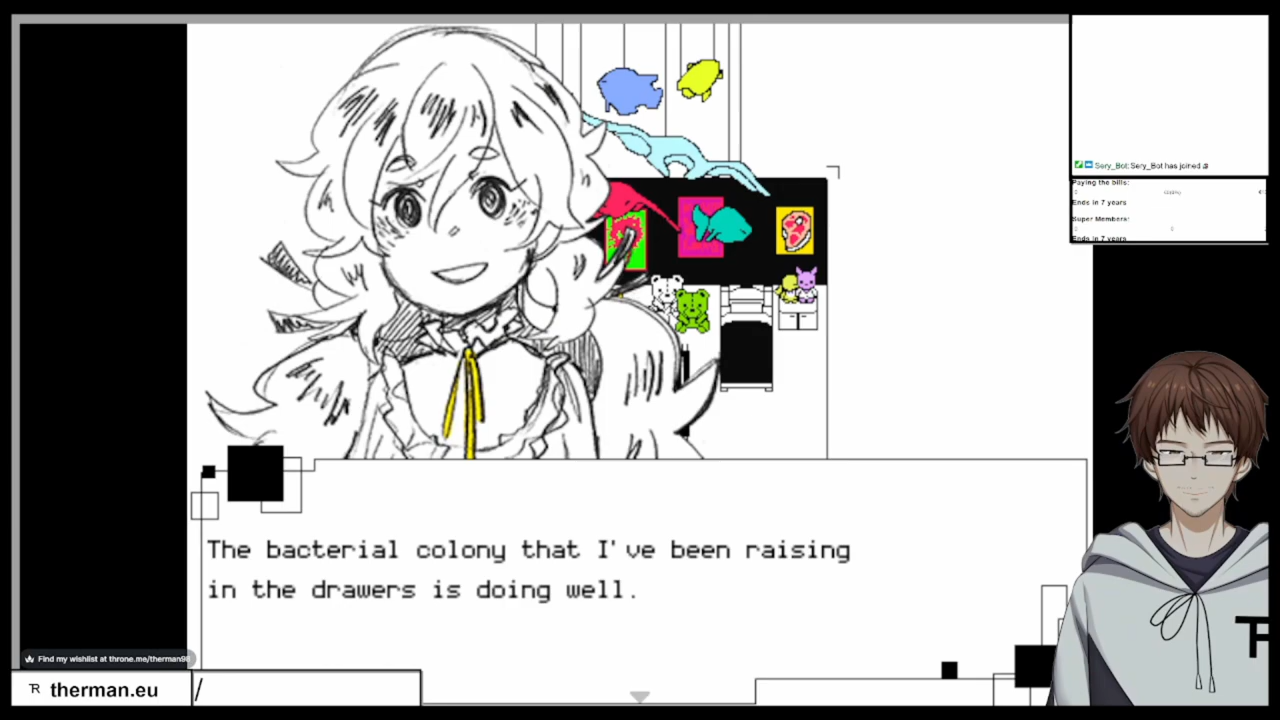 Sery_Bot: Sery_Bot has joined
Paying the bills:
Ends in 7 years
Super Members:
Ends in 7 years
The bacterial colony that I've been raising
in the drawers is doing well.
Find my wishlist at throne.me/therman98
TR therman.eu /
TR